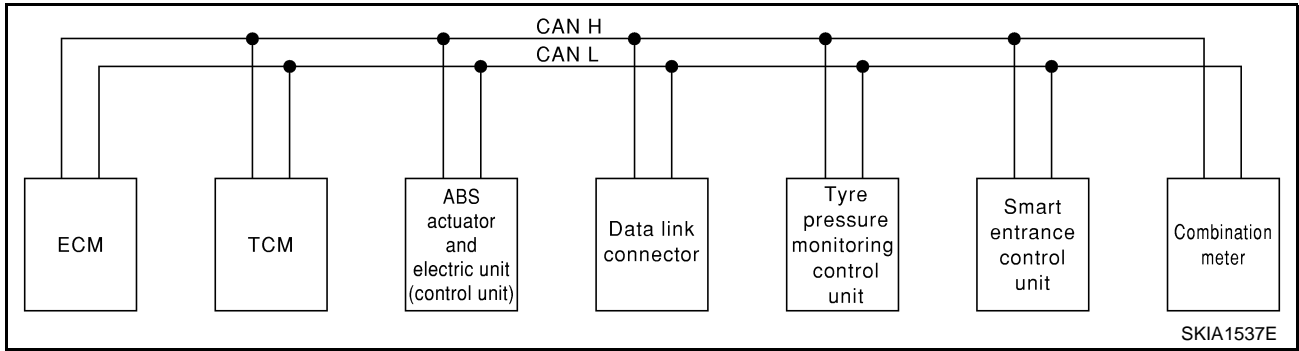 CAN H
CAN L
ECM
TCM
ABS
actuator
and
electric unit
(control unit)
Data link
connector
Tyre
pressure
monitoring
control
unit
Smart
entrance
control
unit
Combination
meter
SKIA1537E